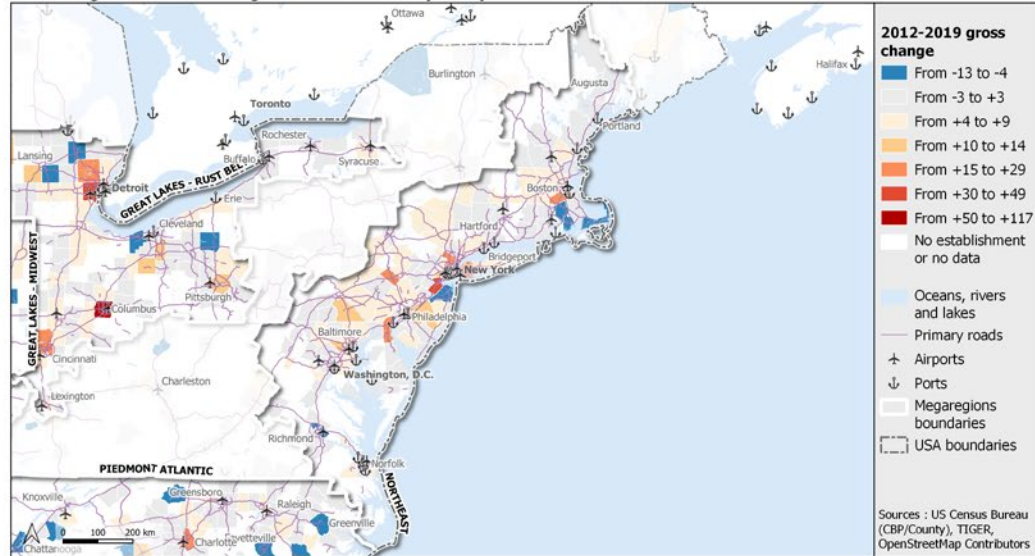 Ottawa
Halifax
Burlington
Augusta
Toronto
Portland
Rochester
Lansing
Buffalo
Syracuse
Detroit
Boston
GREAT LAKES - RUST BEL
Erie
Hartford
Cleveland
Bridgeport
New York
GREAT LAKES - MIDWEST
Pittsburgh
Columbus
Philadelphia
Baltimore
Cincinnati
Washington, D.C.
Charleston
Lexington
Richmond
PIEDMONT ATLANTIC
Norfolk
NORTHEAST
Knoxville
Greensboro
Raleigh
Greenville
Charlotte
yetteville
Chattanooga
0 100 200 km
2012-2019 gross
change
From -13 to -4
From -3 to +3
From +4 to +9
From +10 to +14
From +15 to +29
From +30 to +49
From +50 to +117
No establishment
or no data
Oceans, rivers
and lakes
Primary roads
Airports
Ports
Megaregions
boundaries
USA boundaries
Sources : US Census Bureau
(CBP/County), TIGER,
OpenStreetMap Contributors